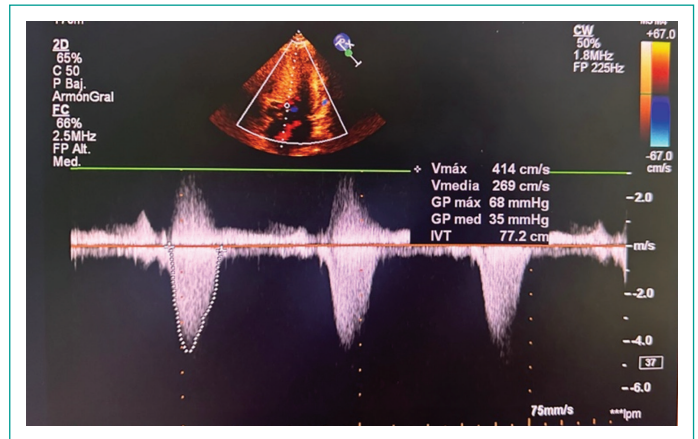 2D
65%
C 50
P Baj.
ArmónGral
FC
66%
2.5MHz
FP Alt.
Med.
CW
50%
1.8MHz
FP 225Hz
+67.0
-67.0
cm/s
Vmáx 414 cm/s
Vmedia 269 cm/s
GP máx 68 mmHg
GP med 35 mmHg
IVT 77.2 cm
-2.0
m/s
-2.0
-4.0
37
-6.0
75mm/s
***lpm